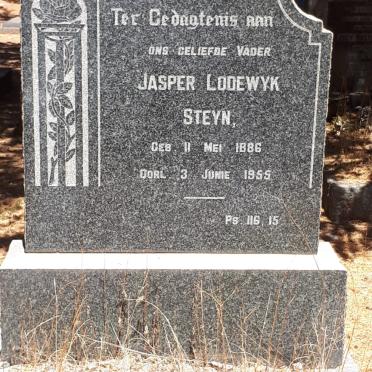 Ter Gedagtenis aan
ONS GELIEFDE VADER
JASPER LODEWYK
STEYN,
GEB 11 MEI 1886
OORL 3 JUNIE 1955
PS 116, 15